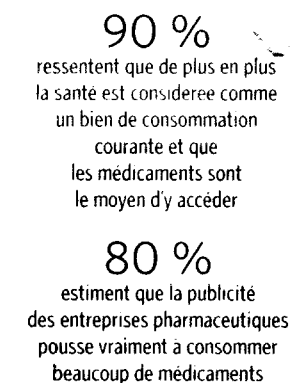 90 %
ressentent que de plus en plus
la santé est consideree comme
un bien de consommation
courante et que
les médicaments sont
le moyen d'y accéder
80 %
estiment que la publicité
des entreprises pharmaceutiques
pousse vraiment à consommer
beaucoup de médicaments